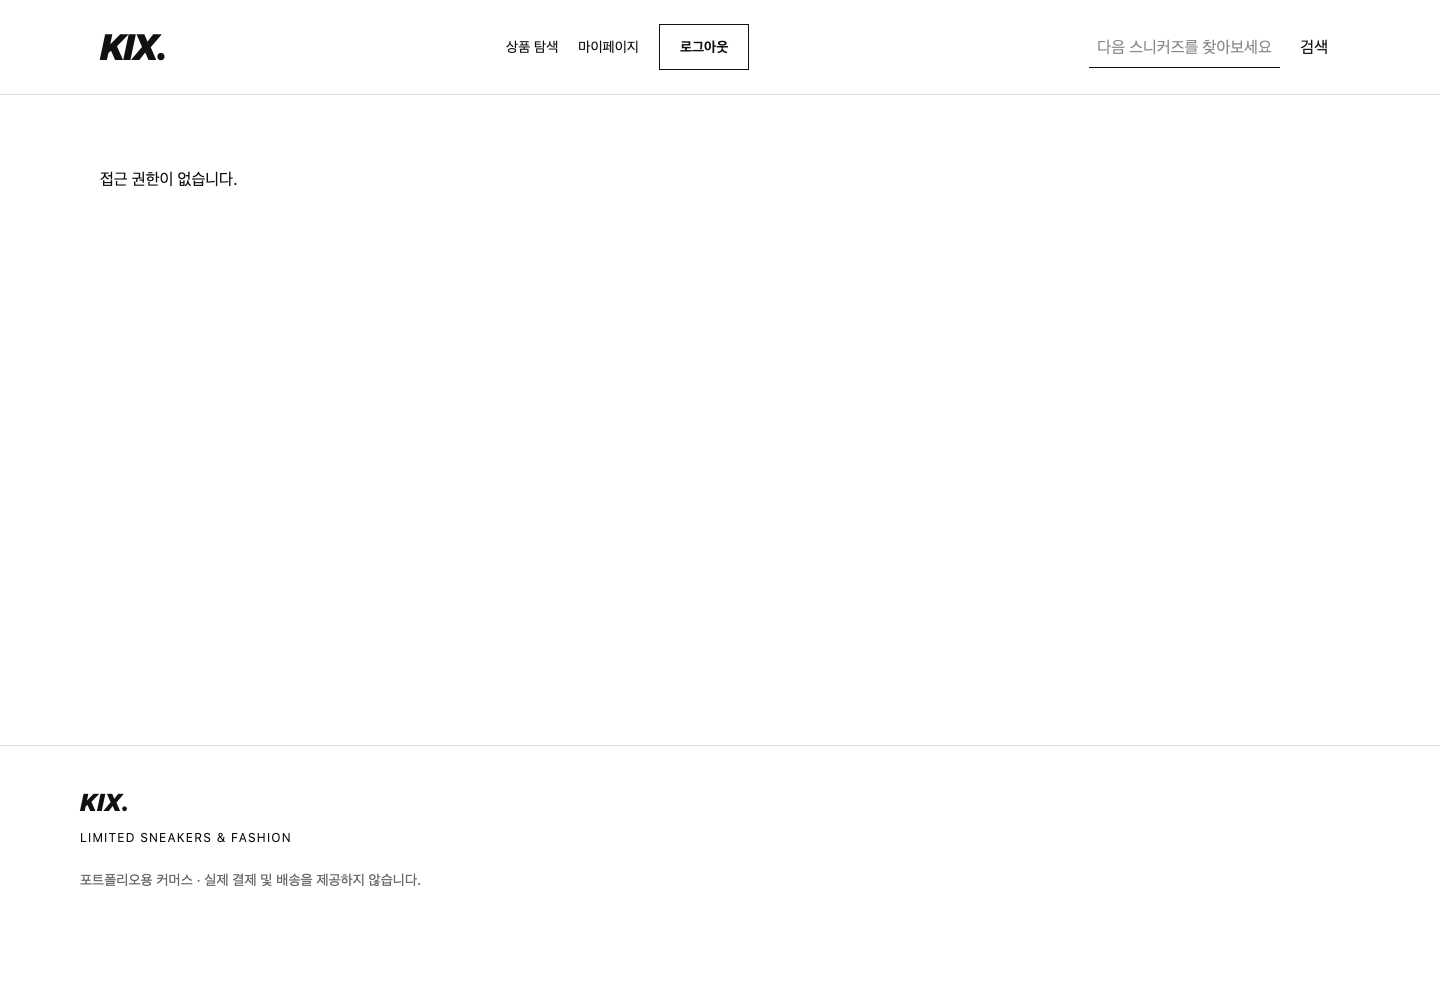 KIX.
상품 탐색
마이페이지
로그아웃
다음 스니커즈를 찾아보세요
검색
접근 권한이 없습니다.
KIX.
LIMITED SNEAKERS & FASHION
포트폴리오용 커머스 · 실제 결제 및 배송을 제공하지 않습니다.